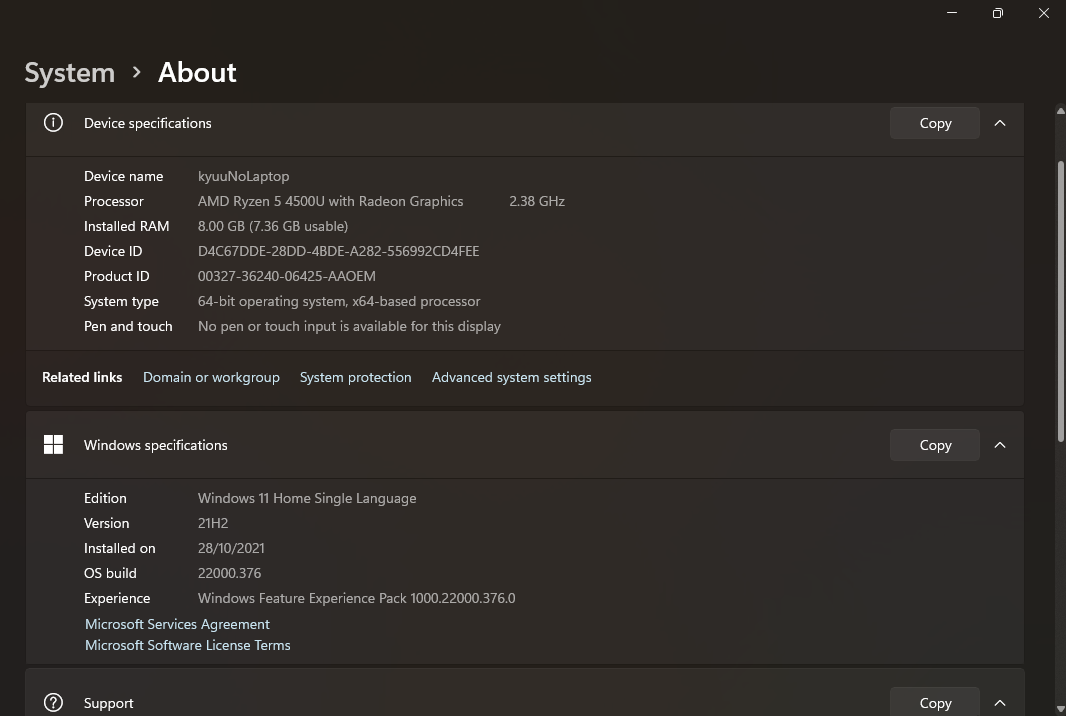 System > About
Device specifications Copy
Device name kyuuNoLaptop
Processor AMD Ryzen 5 4500U with Radeon Graphics 2.38 GHz
Installed RAM 8.00 GB (7.36 GB usable)
Device ID D4C67DDE-28DD-4BDE-A282-556992CD4FEE
Product ID 00327-36240-06425-AAOEM
System type 64-bit operating system, x64-based processor
Pen and touch No pen or touch input is available for this display
Related links Domain or workgroup System protection Advanced system settings
Windows specifications Copy
Edition Windows 11 Home Single Language
Version 21H2
Installed on 28/10/2021
OS build 22000.376
Experience Windows Feature Experience Pack 1000.22000.376.0
Microsoft Services Agreement
Microsoft Software License Terms
Support Copy